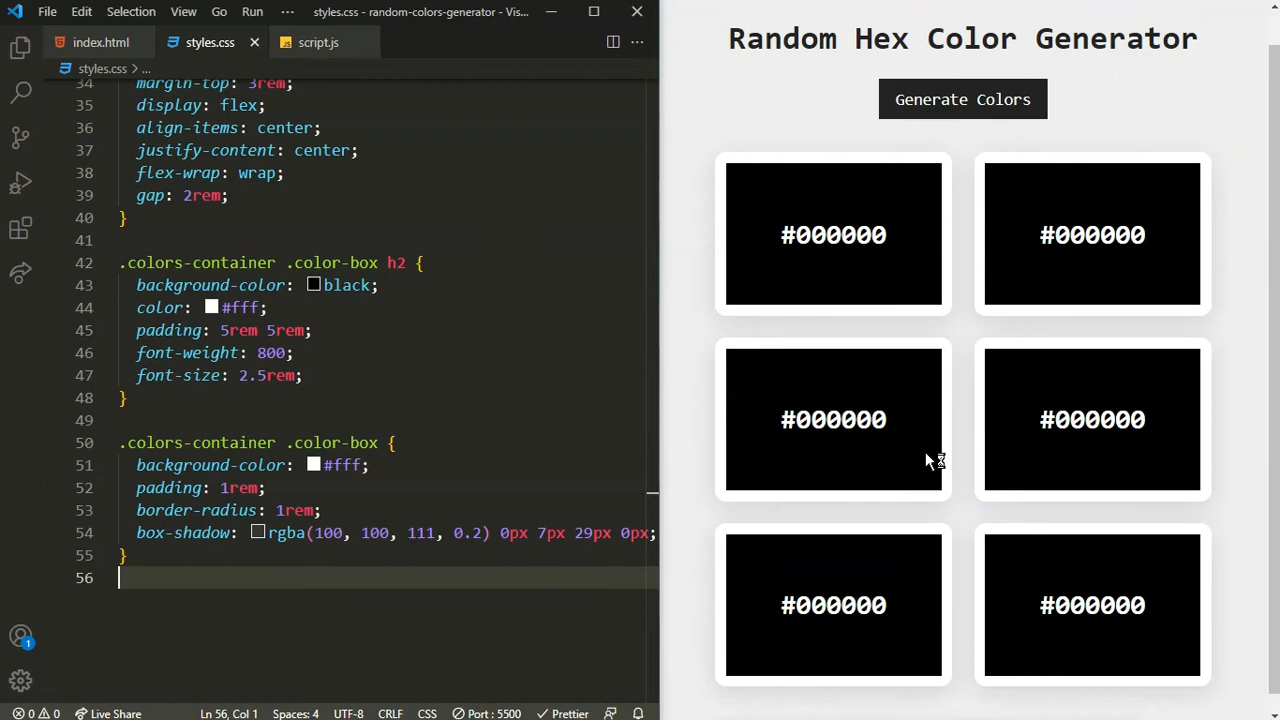 File Edit Selection View Go Run ··· styles.css - random-colors-generator - Vis...
index.html styles.css script.js
styles.css > ...
34 margin-top: 3rem;
35 display: flex;
36 align-items: center;
37 justify-content: center;
38 flex-wrap: wrap;
39 gap: 2rem;
40 }
41
42 .colors-container .color-box h2 {
43 background-color: black;
44 color: #fff;
45 padding: 5rem 5rem;
46 font-weight: 800;
47 font-size: 2.5rem;
48 }
49
50 .colors-container .color-box {
51 background-color: #fff;
52 padding: 1rem;
53 border-radius: 1rem;
54 box-shadow: rgba(100, 100, 111, 0.2) 0px 7px 29px 0px;
55 }
56
1
0 0 Live Share Ln 56, Col 1 Spaces: 4 UTF-8 CRLF CSS Port : 5500 Prettier
Random Hex Color Generator
Generate Colors
#000000 #000000
#000000 #000000
#000000 #000000